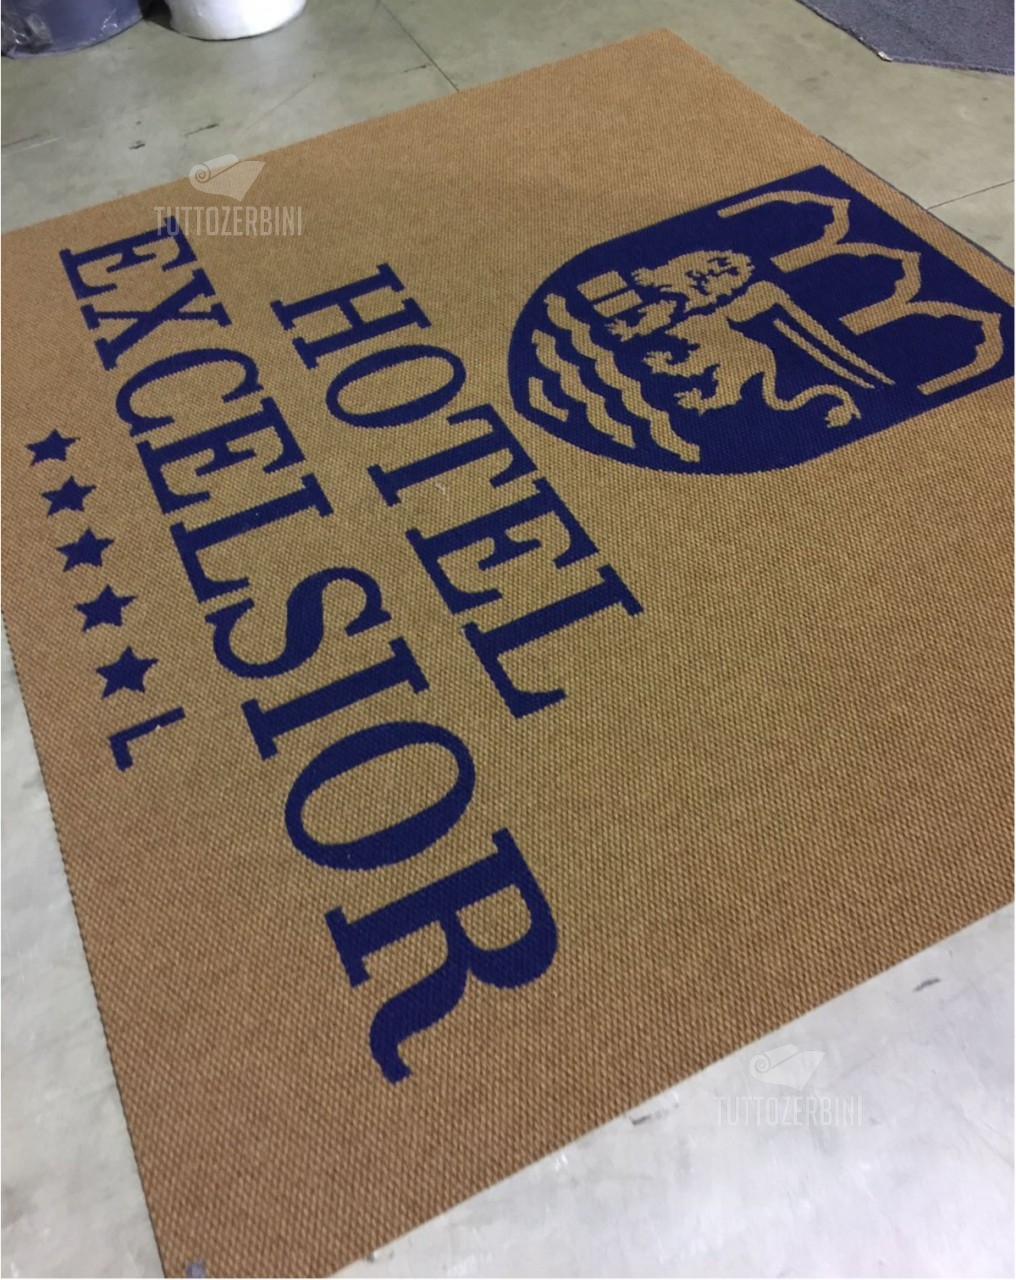 HOTEL
EXCELSIOR
★★★★★ L
TUTTOZERBINI
TUTTOZERBINI